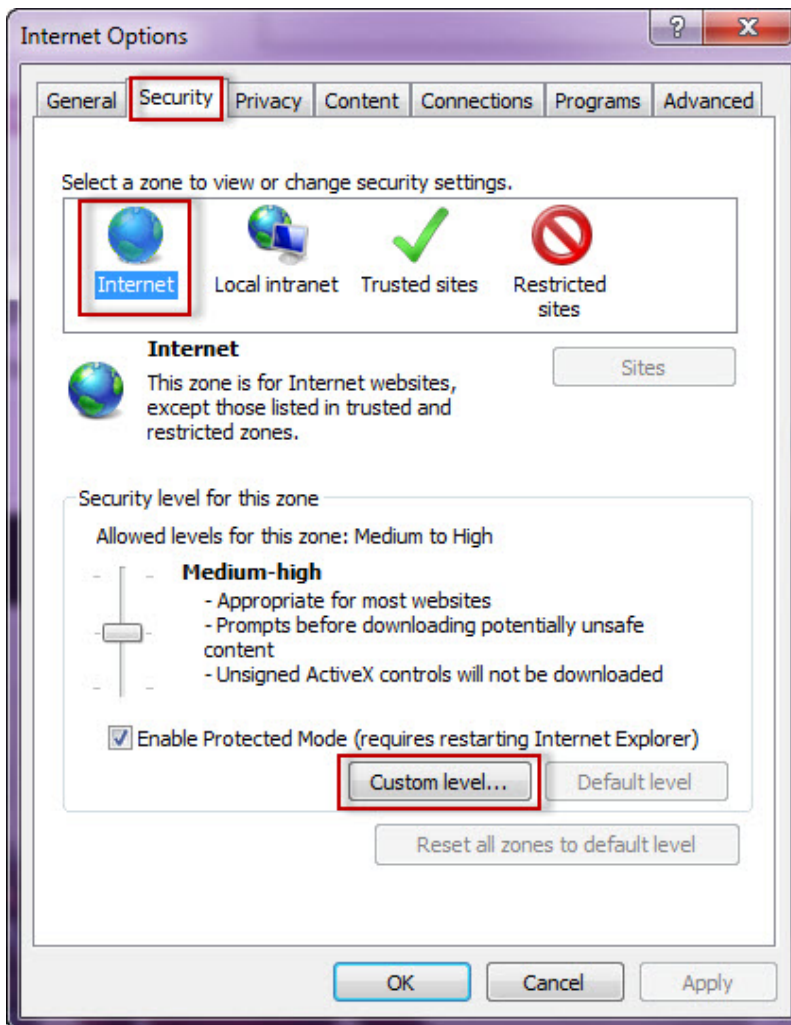 Internet Options
General Security Privacy Content Connections Programs Advanced
Select a zone to view or change security settings.
Internet Local intranet Trusted sites Restricted
sites
Internet
Sites
This zone is for Internet websites,
except those listed in trusted and
restricted zones.
Security level for this zone
Allowed levels for this zone: Medium to High
Medium-high
- Appropriate for most websites
- Prompts before downloading potentially unsafe
content
- Unsigned ActiveX controls will not be downloaded
Enable Protected Mode (requires restarting Internet Explorer)
Custom level... Default level
Reset all zones to default level
OK Cancel Apply